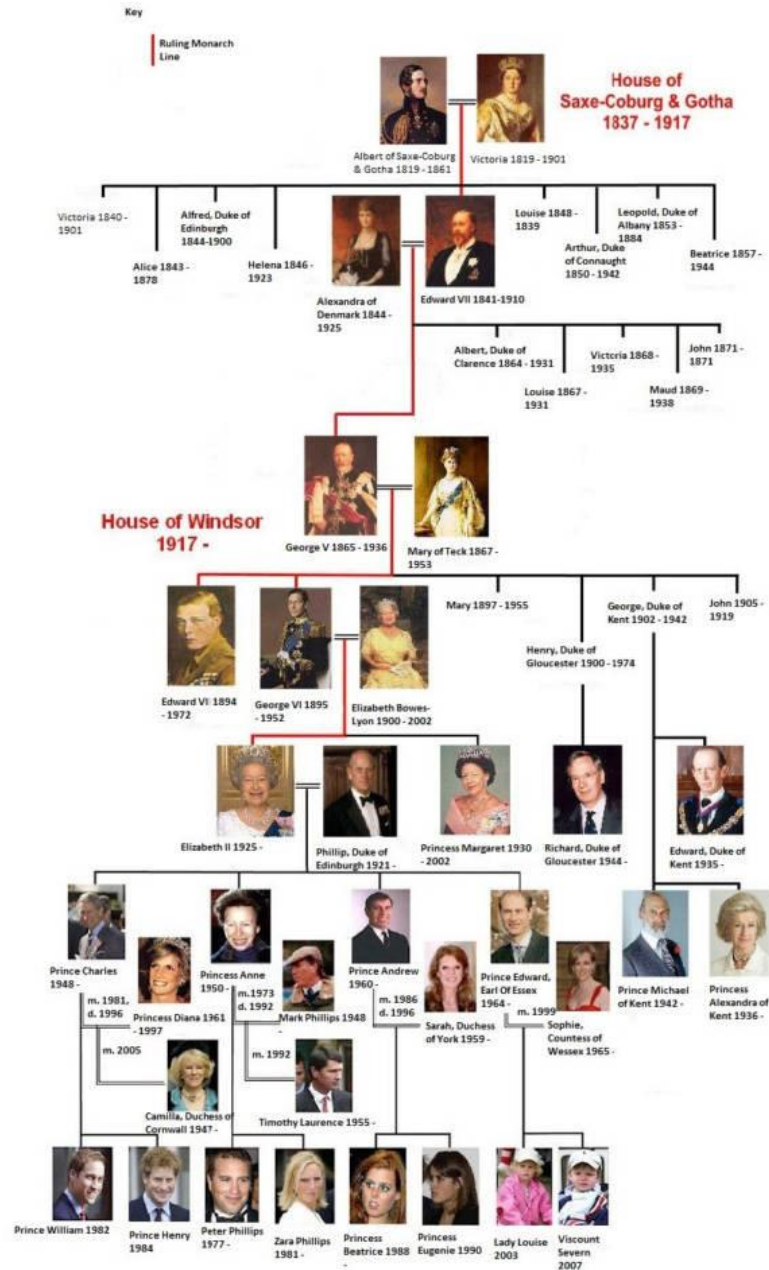 Key
Ruling Monarch
Line
House of
Saxe-Coburg & Gotha
1837 - 1917
Albert of Saxe-Coburg
& Gotha 1819 - 1861
Victoria 1819 - 1901
Victoria 1840 -
1901
Alice 1843 -
1878
Alfred, Duke of
Edinburgh
1844-1900
Helena 1846 -
1923
Alexandra of
Denmark 1844 -
1925
Edward VII 1841-1910
Louise 1848 -
1839
Arthur, Duke
of Connaught
1850 - 1942
Leopold, Duke of
Albany 1853 -
1884
Beatrice 1857 -
1944
Albert, Duke of
Clarence 1864 - 1931
Louise 1867 -
1931
Victoria 1868 -
1935
Maud 1869 -
1938
John 1871 -
1871
House of Windsor
1917 -
George V 1865 - 1936
Mary of Teck 1867 -
1953
Edward VII 1894
- 1972
George VI 1895
- 1952
Elizabeth Bowes-
Lyon 1900 - 2002
Mary 1897 - 1955
Henry, Duke of
Gloucester 1900 - 1974
George, Duke of
Kent 1902 - 1942
John 1905 -
1919
Elizabeth II 1925 -
Phillip, Duke of
Edinburgh 1921 -
Princess Margaret 1930
- 2002
Richard, Duke of
Gloucester 1944 -
Edward, Duke of
Kent 1935 -
Prince Charles
1948 -
m. 1981,
d. 1996
Princess Diana 1961
- 1997
m. 2005
Camilla, Duchess of
Cornwall 1947 -
Princess Anne
1950 -
m.1973
d. 1992
Mark Phillips 1948
-
m. 1992
Timothy Laurence 1955 -
Prince Andrew
1960 -
m. 1986
d. 1996
Sarah, Duchess
of York 1959 -
Prince Edward,
Earl Of Essex
1964 -
m. 1999
Sophie,
Countess of
Wessex 1965 -
Prince Michael
of Kent 1942 -
Princess
Alexandra of
Kent 1936 -
Prince William 1982
Prince Henry
1984
Peter Phillips
1977 -
Zara Phillips
1981 -
Princess
Beatrice 1988 -
-
Princess
Eugenie 1990
Lady Louise
2003
Viscount
Severn
2007